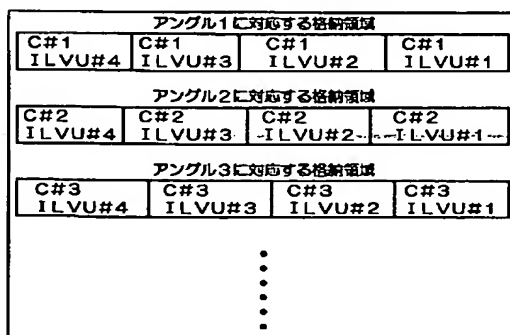 アングル1に対応する格納領域
C#1 C#1 C#1 C#1
ILVU#4 ILVU#3 ILVU#2 ILVU#1
アングル2に対応する格納領域
C#2 C#2 C#2 C#2
ILVU#4 ILVU#3 ILVU#2 ILVU#1
アングル3に対応する格納領域
C#3 C#3 C#3 C#3
ILVU#4 ILVU#3 ILVU#2 ILVU#1